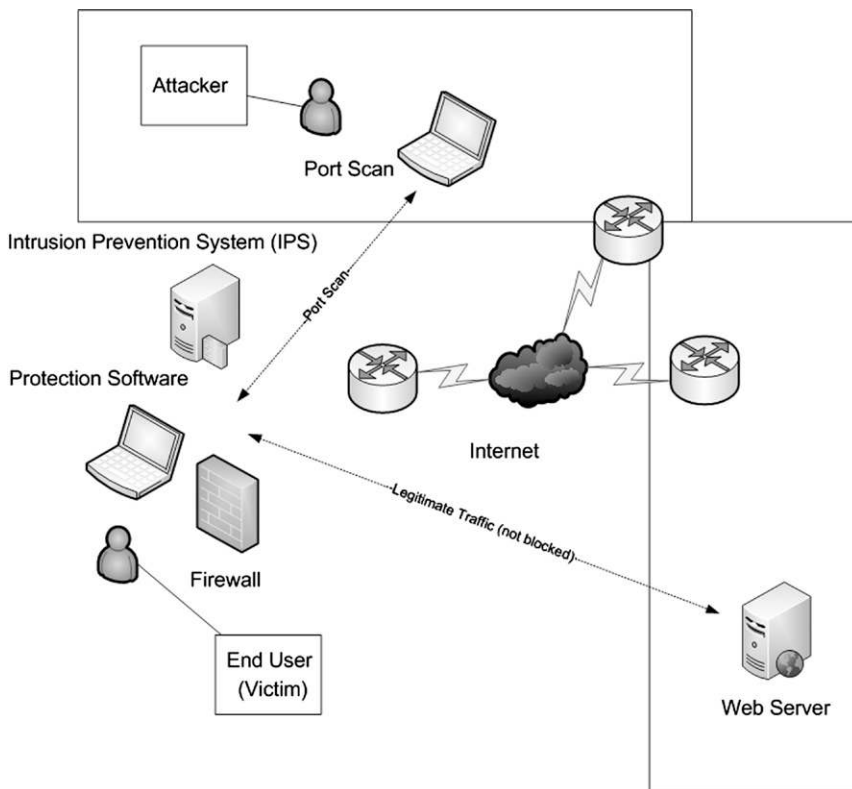 Attacker
Port Scan
Intrusion Prevention System (IPS)
Port Scan
Protection Software
Internet
Legitimate Traffic (not blocked)
Firewall
End User
(Victim)
Web Server